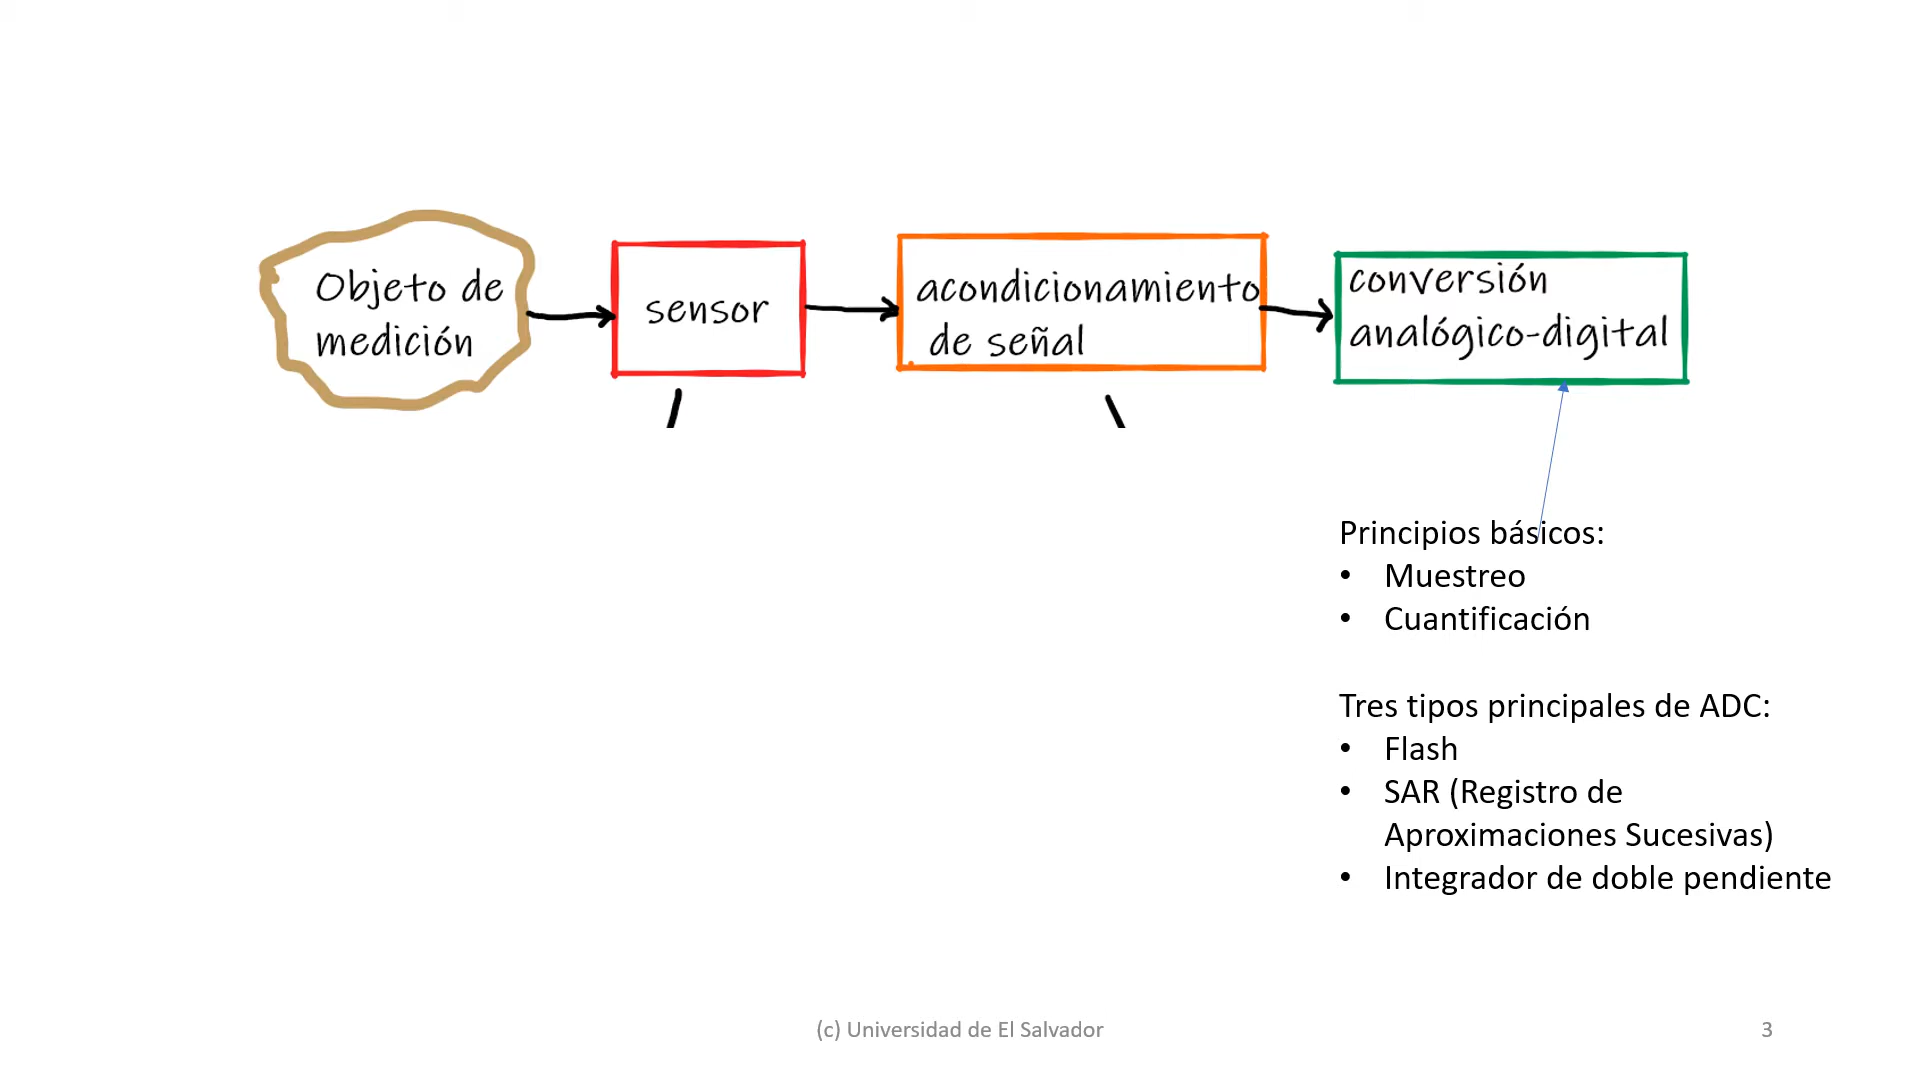 Objeto de
medición
sensor
acondicionamiento
de señal
conversión
analógico-digital
Principios básicos:
• Muestreo
• Cuantificación
Tres tipos principales de ADC:
• Flash
• SAR (Registro de
Aproximaciones Sucesivas)
• Integrador de doble pendiente
(c) Universidad de El Salvador
3